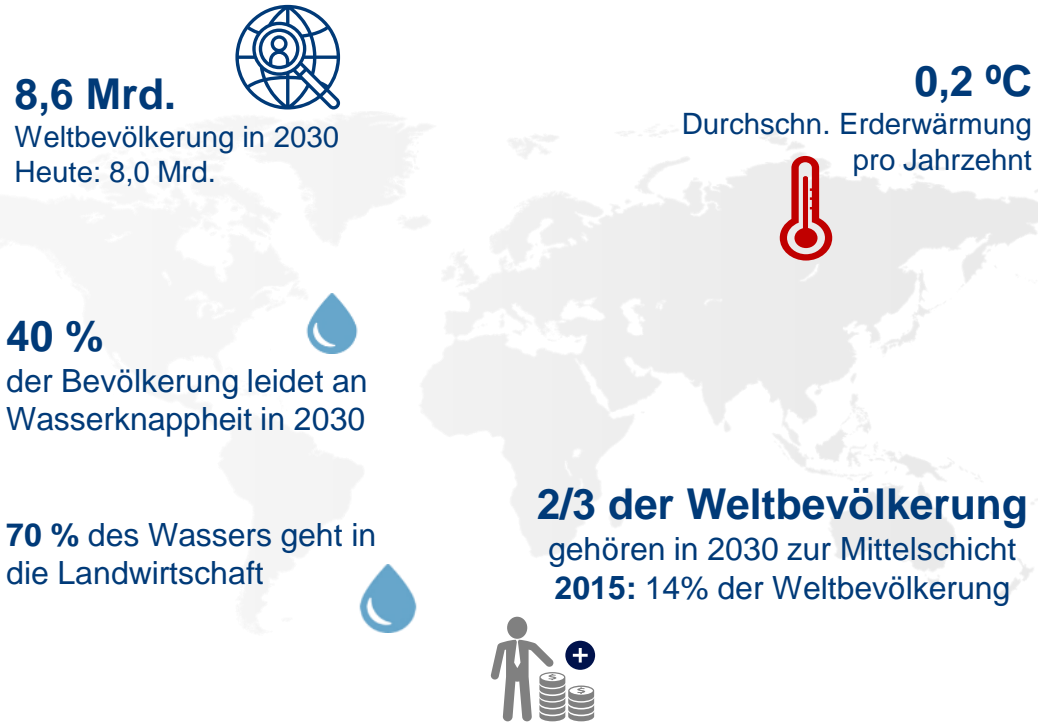 8,6 Mrd.
Weltbevölkerung in 2030
Heute: 8,0 Mrd.
0,2 ºC
Durchschn. Erderwärmung
pro Jahrzehnt
40 %
der Bevölkerung leidet an
Wasserknappheit in 2030
70 % des Wassers geht in
die Landwirtschaft
2/3 der Weltbevölkerung
gehören in 2030 zur Mittelschicht
2015: 14% der Weltbevölkerung